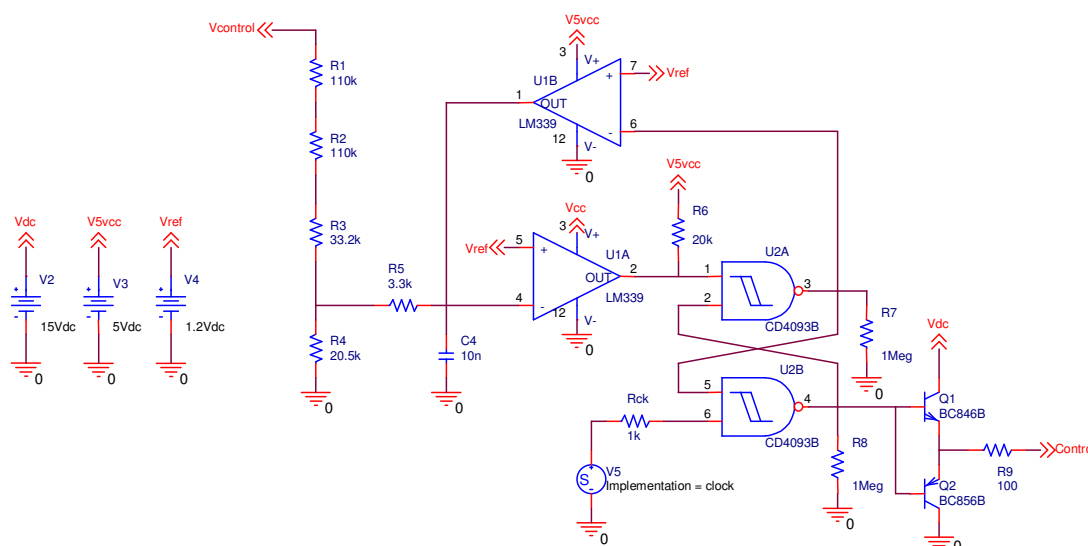 Vcontrol
R1
110k
R2
110k
R3
33.2k
R4
20.5k
0
Vdc
V2
15Vdc
0
V5vcc
V3
5Vdc
0
Vref
V4
1.2Vdc
0
R5
3.3k
C4
10n
0
V5vcc
3
V+
7
+
Vref
U1B
1
OUT
LM339
6
-
12
V-
0
Vcc
3
V+
Vref
5
+
U1A
OUT
2
LM339
4
-
12
V-
0
V5vcc
R6
20k
U2A
1
2
3
CD4093B
R7
1Meg
0
U2B
5
6
4
CD4093B
Rck
1k
V5
+
S
-
Implementation = clock
0
R8
1Meg
0
Vdc
Q1
BC846B
R9
100
Control
Q2
BC856B
0